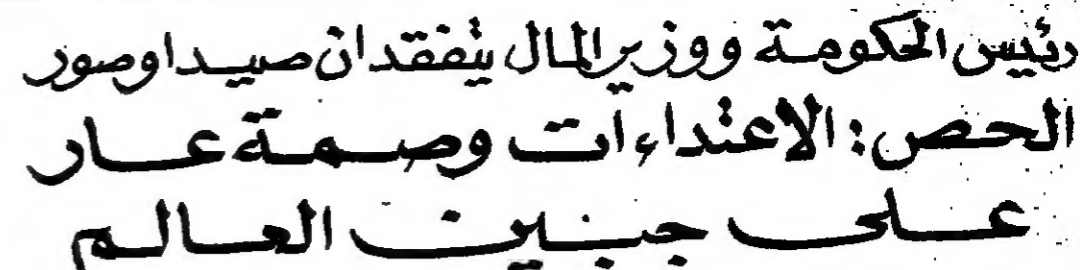 رئيس الحكومة ووزير المال يتفقدان صيدا وصور
الحص: الاعتداءات وصمة عار
على جبين العالم